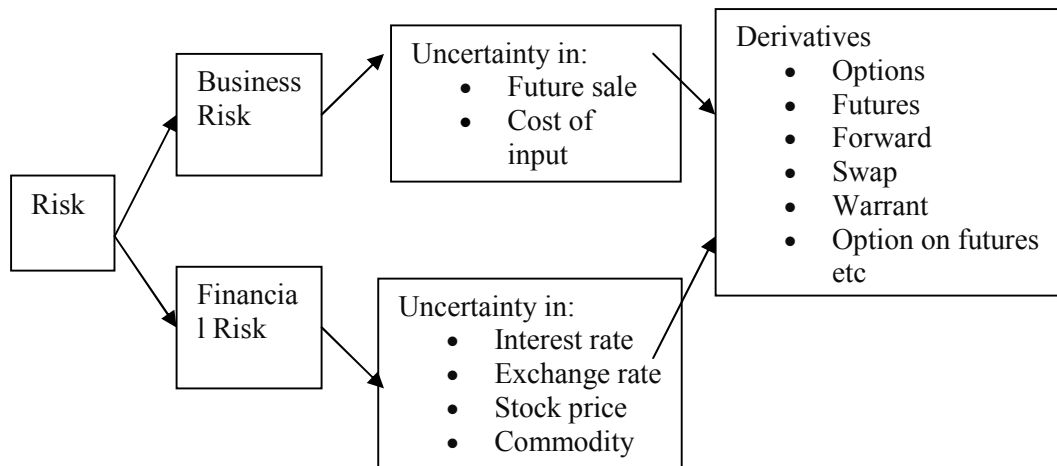 Risk
Business
Risk
Financia
l Risk
Uncertainty in:
• Future sale
• Cost of
input
Uncertainty in:
• Interest rate
• Exchange rate
• Stock price
• Commodity
Derivatives
• Options
• Futures
• Forward
• Swap
• Warrant
• Option on futures
etc